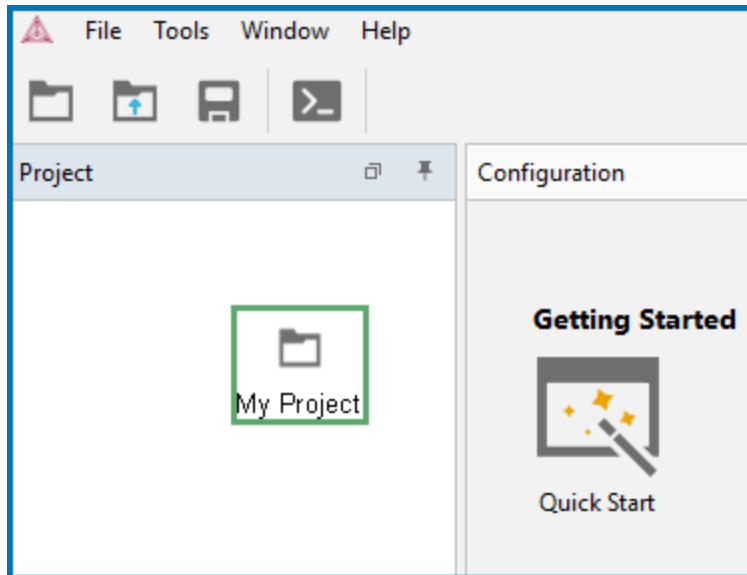 File Tools Window Help
Project
Configuration
My Project
Getting Started
Quick Start